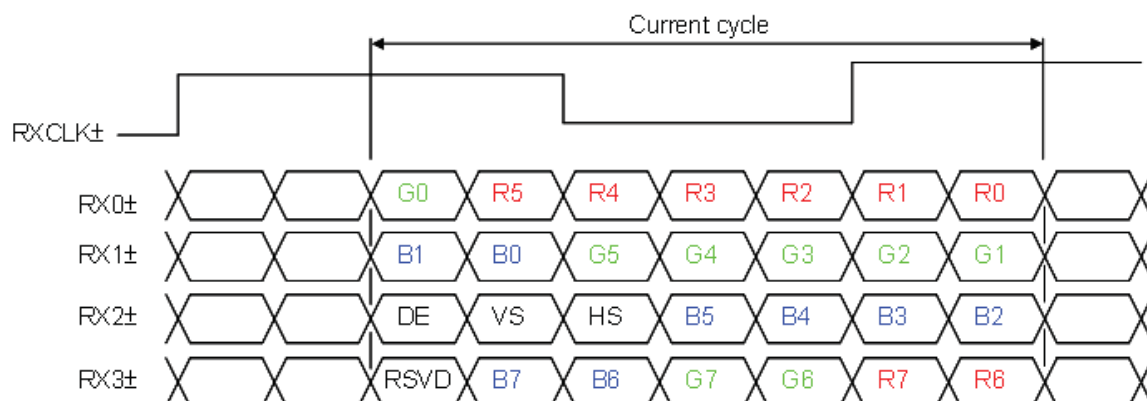 Current cycle
RXCLK±
RX0± G0 R5 R4 R3 R2 R1 R0
RX1± B1 B0 G5 G4 G3 G2 G1
RX2± DE VS HS B5 B4 B3 B2
RX3± RSVD B7 B6 G7 G6 R7 R6